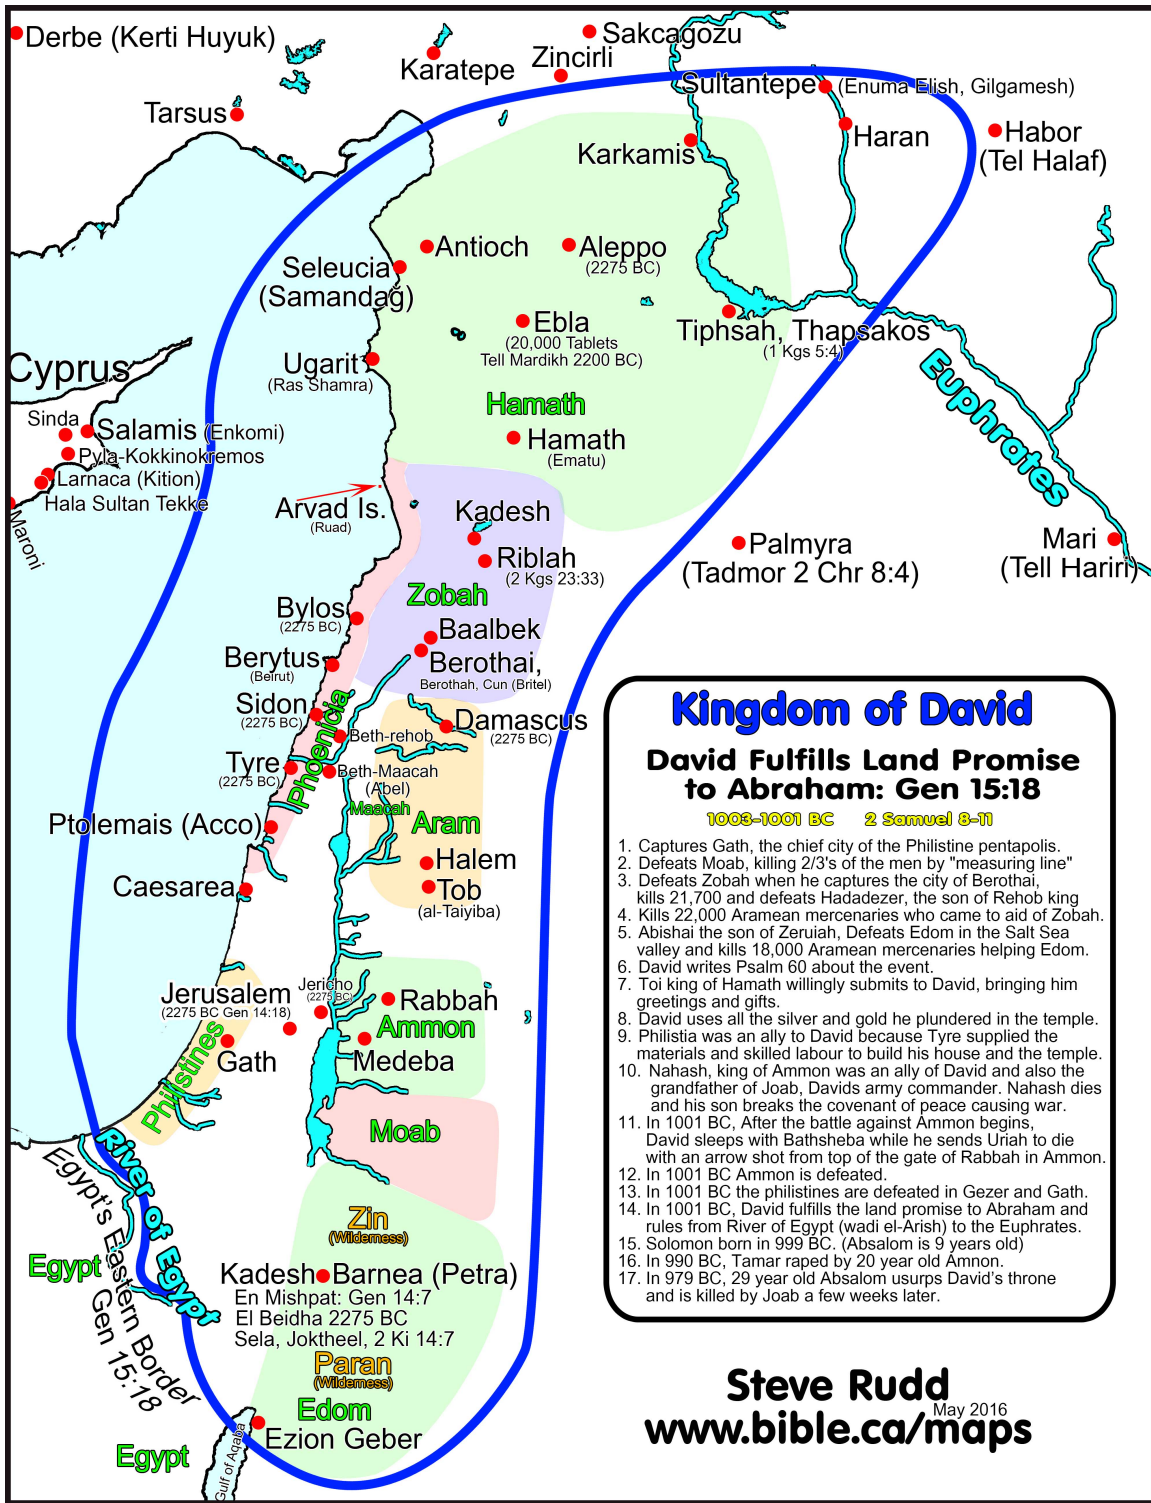 Derbe (Kerti Huyuk)
Karatepe
Sakcagozu
Zincirli
Tarsus
Sultantepe (Enuma Elish, Gilgamesh)
Haran
Habor
(Tel Halaf)
Karkamis
Antioch
Aleppo
(2275 BC)
Seleucia
(Samandağ)
Ebla
(20,000 Tablets
Tell Mardikh 2200 BC)
Tiphsah, Thapsakos
(1 Kgs 5:4)
Ugarit
(Ras Shamra)
Cyprus
Euphrates
Hamath
Hamath
(Ematu)
Sinda
Salamis (Enkomi)
Pyla-Kokkinokremos
Larnaca (Kition)
Hala Sultan Tekke
Maroni
Arvad Is.
(Ruad)
Kadesh
Riblah
(2 Kgs 23:33)
Zobah
Palmyra
(Tadmor 2 Chr 8:4)
Mari
(Tell Hariri)
Bylos
(2275 BC)
Baalbek
Berothai,
Berothah, Cun (Britel)
Berytus
(Beirut)
Sidon
(2275 BC)
Phoenicia
Beth-rehob
Damascus
(2275 BC)
Tyre
(2275 BC)
Beth-Maacah
(Abel)
Maacah
Aram
Ptolemais (Acco)
Halem
Tob
(al-Taiyiba)
Caesarea
Jerusalem
(2275 BC Gen 14:18)
Jericho
(2275 BC)
Rabbah
Ammon
Medeba
Gath
Philistines
Moab
River of Egypt
Egypt's Eastern Border
Gen 15:18
Egypt
Zin
(Wilderness)
Kadesh Barnea (Petra)
En Mishpat: Gen 14:7
El Beidha 2275 BC
Sela, Joktheel, 2 Ki 14:7
Paran
(Wilderness)
Edom
Ezion Geber
Egypt
Gulf of Aqaba
Kingdom of David
David Fulfills Land Promise
to Abraham: Gen 15:18
1003-1001 BC 2 Samuel 8-11
1. Captures Gath, the chief city of the Philistine pentapolis.
2. Defeats Moab, killing 2/3's of the men by "measuring line"
3. Defeats Zobah when he captures the city of Berothai,
kills 21,700 and defeats Hadadezer, the son of Rehob king
4. Kills 22,000 Aramean mercenaries who came to aid of Zobah.
5. Abishai the son of Zeruiah, Defeats Edom in the Salt Sea
valley and kills 18,000 Aramean mercenaries helping Edom.
6. David writes Psalm 60 about the event.
7. Toi king of Hamath willingly submits to David, bringing him
greetings and gifts.
8. David uses all the silver and gold he plundered in the temple.
9. Philistia was an ally to David because Tyre supplied the
materials and skilled labour to build his house and the temple.
10. Nahash, king of Ammon was an ally of David and also the
grandfather of Joab, Davids army commander. Nahash dies
and his son breaks the covenant of peace causing war.
11. In 1001 BC, After the battle against Ammon begins,
David sleeps with Bathsheba while he sends Uriah to die
with an arrow shot from top of the gate of Rabbah in Ammon.
12. In 1001 BC Ammon is defeated.
13. In 1001 BC the philistines are defeated in Gezer and Gath.
14. In 1001 BC, David fulfills the land promise to Abraham and
rules from River of Egypt (wadi el-Arish) to the Euphrates.
15. Solomon born in 999 BC. (Absalom is 9 years old)
16. In 990 BC, Tamar raped by 20 year old Amnon.
17. In 979 BC, 29 year old Absalom usurps David's throne
and is killed by Joab a few weeks later.
Steve Rudd
May 2016
www.bible.ca/maps